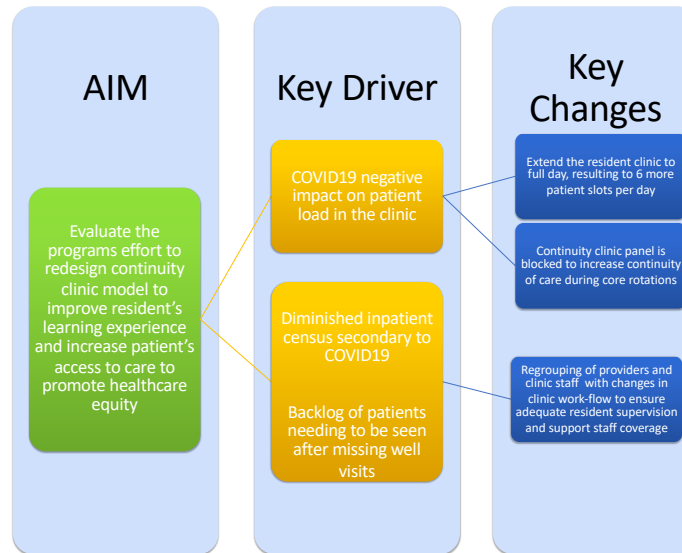 AIM
Evaluate the
programs effort to
redesign continuity
clinic model to
improve resident's
learning experience
and increase patient's
access to care to
promote healthcare
equity
Key Driver
COVID19 negative
impact on patient
load in the clinic
Diminished inpatient
census secondary to
COVID19
Backlog of patients
needing to be seen
after missing well
visits
Key
Changes
Extend the resident clinic to
full day, resulting to 6 more
patient slots per day
Continuity clinic panel is
blocked to increase continuity
of care during core rotations
Regrouping of providers and
clinic staff with changes in
clinic work-flow to ensure
adequate resident supervision
and support staff coverage